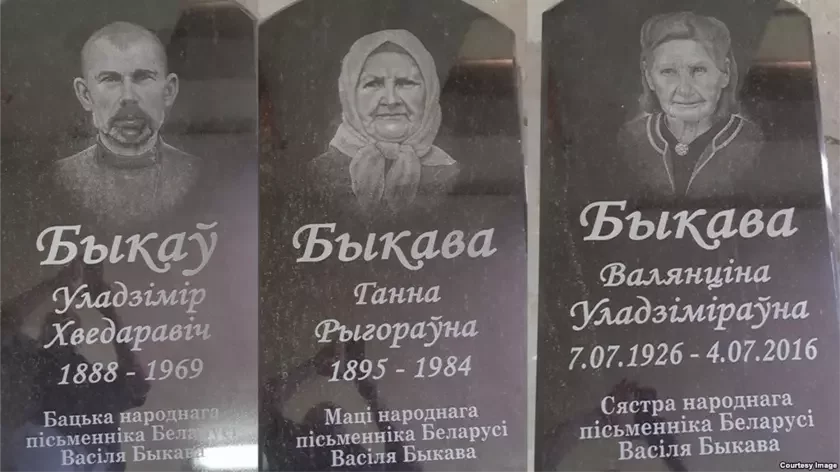 Быкаў
Уладзімір
Хведаравіч
1888 - 1969
Бацька народнага
пісьменніка Беларусі
Васіля Быкава
Быкава
Ганна
Рыгораўна
1895 - 1984
Маці народнага
пісьменніка Беларусі
Васіля Быкава
Быкава
Валянціна
Уладзіміраўна
7.07.1926 - 4.07.2016
Сястра народнага
пісьменніка Беларусі
Васіля Быкава
Courtesy Image